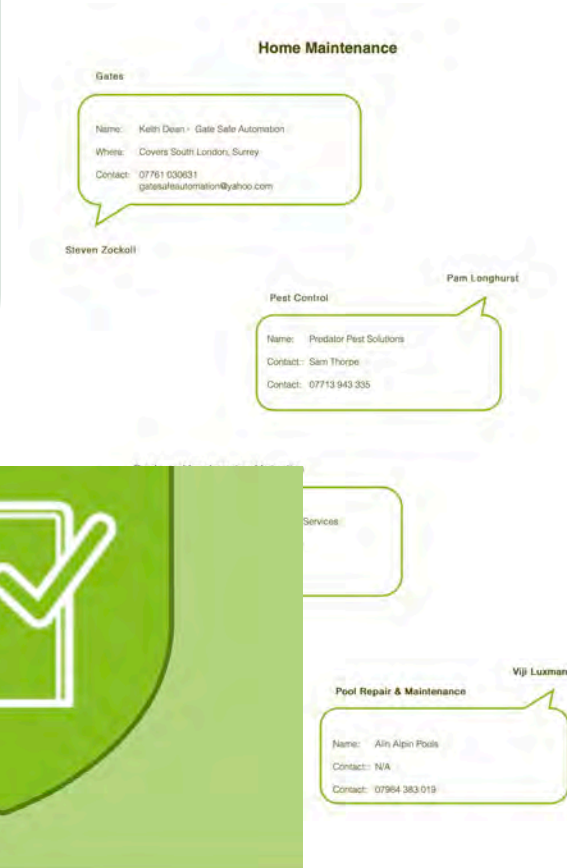 Home Maintenance
Gates
Name: Keith Dean - Gate Safe Automation
Where: Covers South London, Surrey
Contact: 07761 030631
gatesafeautomation@yahoo.com
Steven Zockoll
Pam Longhurst
Pest Control
Name: Predator Pest Solutions
Contact: Sam Thorpe
Contact: 07713 943 335
Services
Viji Luxman
Pool Repair & Maintenance
Name: Alin Alpin Pools
Contact: N/A
Contact: 07984 383 019